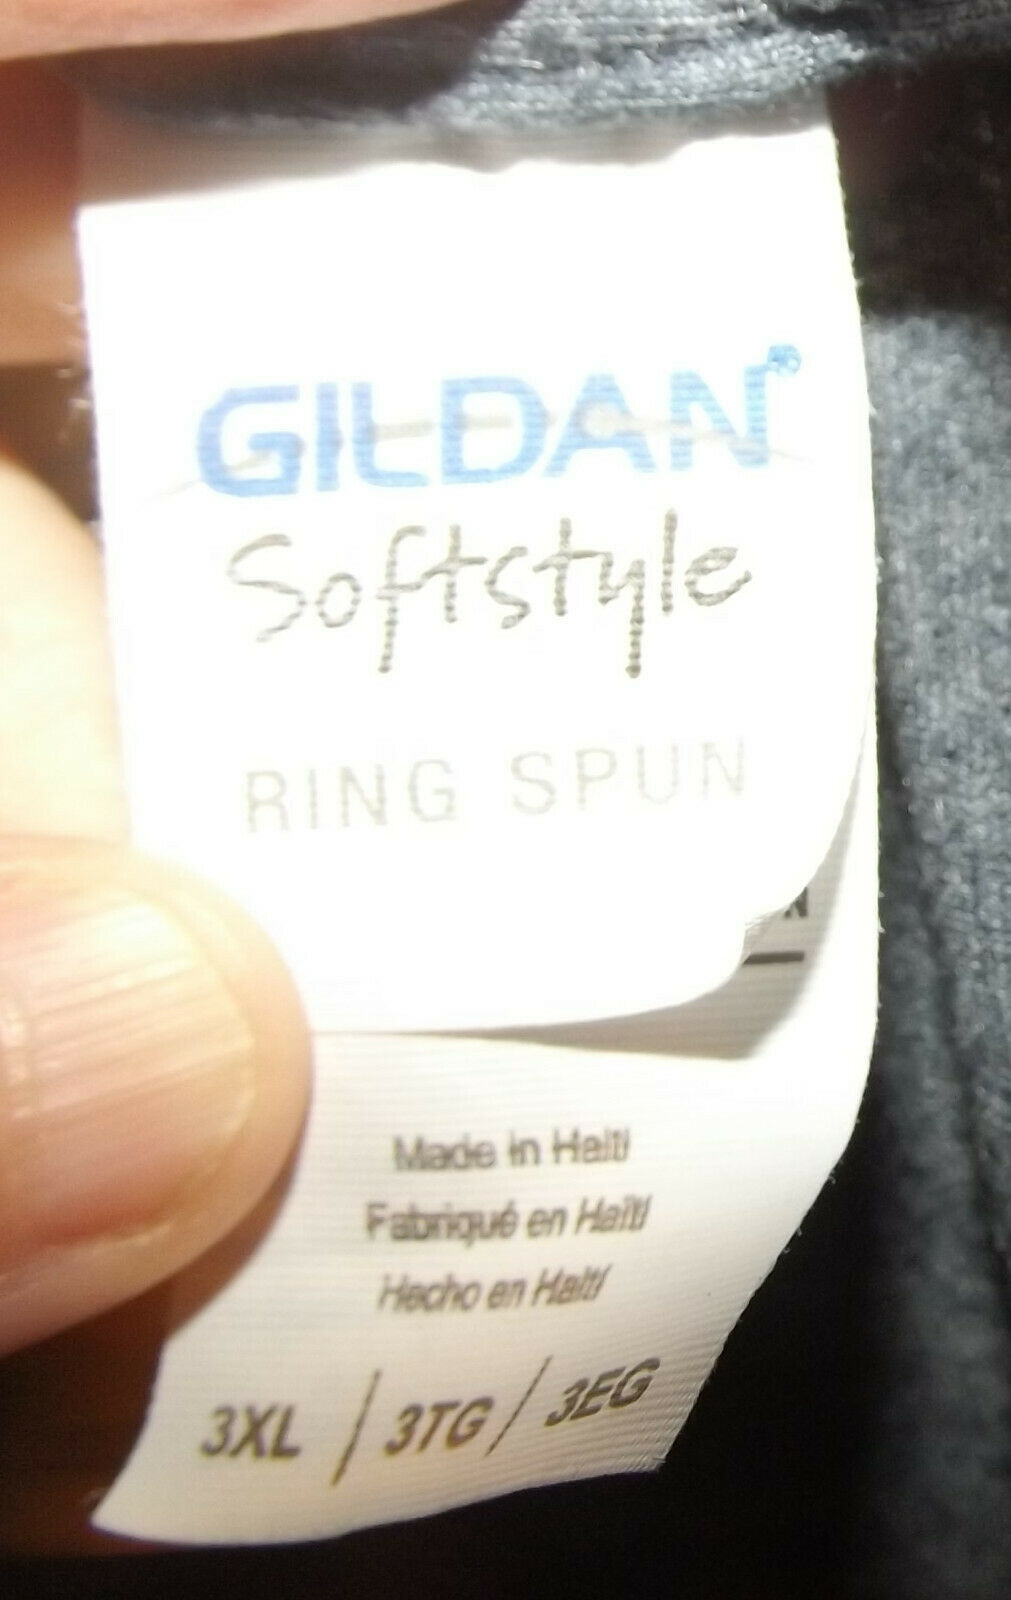 GILDAN®
Softstyle
RING SPUN
N
Made in Haiti
Fabriqué en Haïti
Hecho en Haití
3XL / 3TG / 3EG